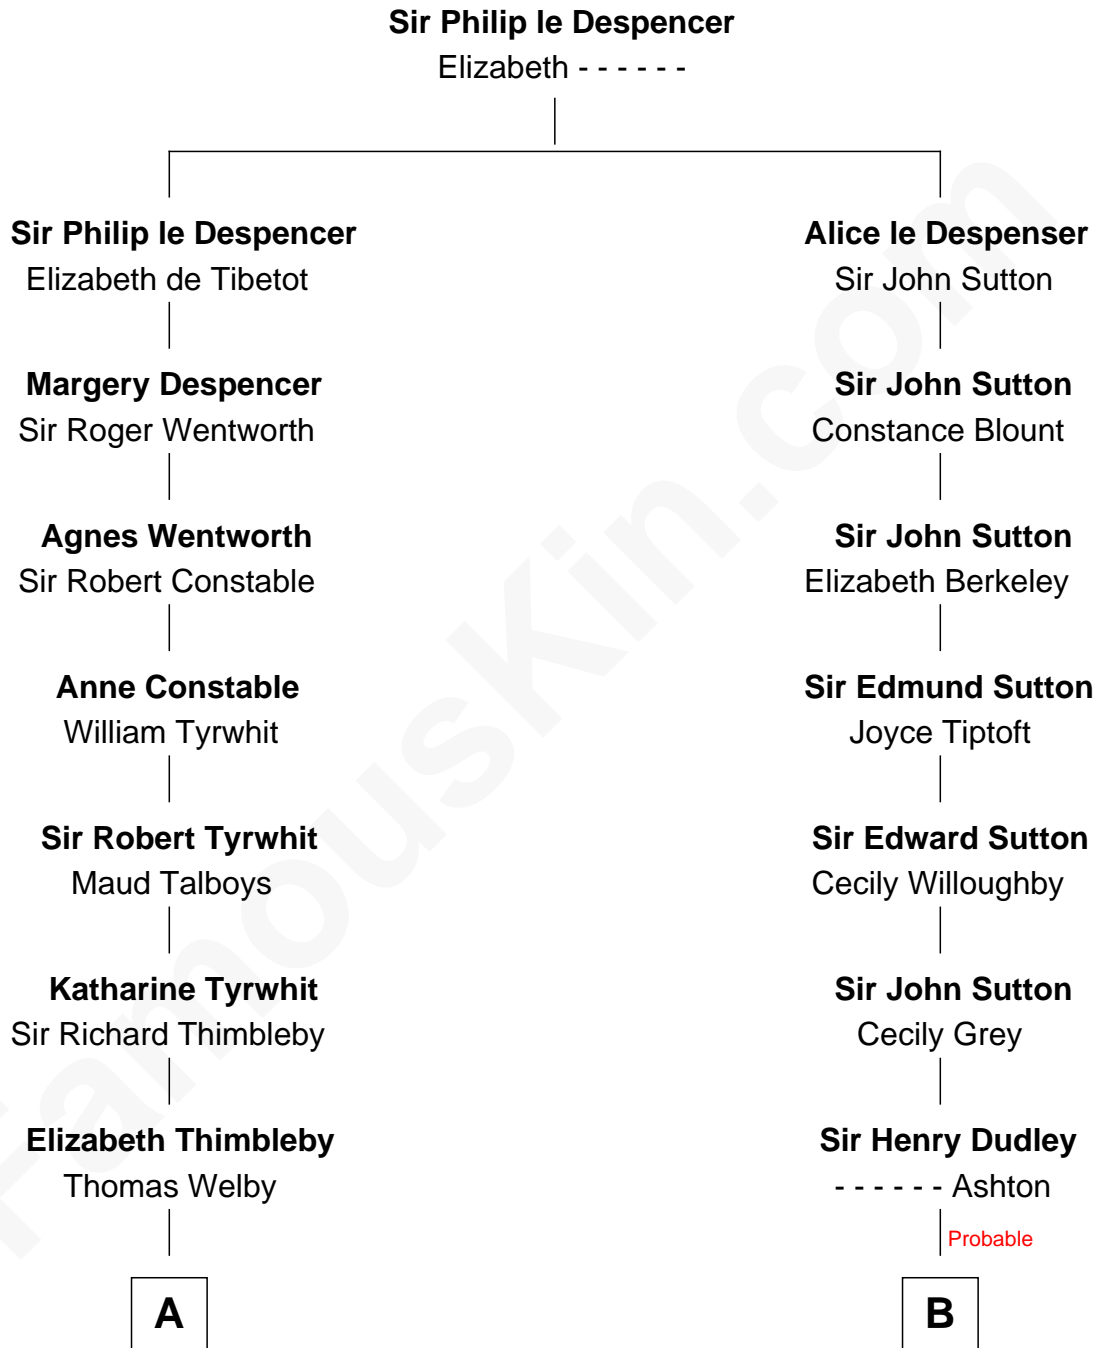 Sir Philip le Despencer
Elizabeth - - - - - -
Sir Philip le Despencer
Elizabeth de Tibetot
Alice le Despenser
Sir John Sutton
Margery Despencer
Sir Roger Wentworth
Sir John Sutton
Constance Blount
Agnes Wentworth
Sir Robert Constable
Sir John Sutton
Elizabeth Berkeley
Anne Constable
William Tyrwhit
Sir Edmund Sutton
Joyce Tiptoft
Sir Robert Tyrwhit
Maud Talboys
Sir Edward Sutton
Cecily Willoughby
Katharine Tyrwhit
Sir Richard Thimbleby
Sir John Sutton
Cecily Grey
Elizabeth Thimbleby
Thomas Welby
Sir Henry Dudley
- - - - - - Ashton
Probable
A
B
FamousKin.com